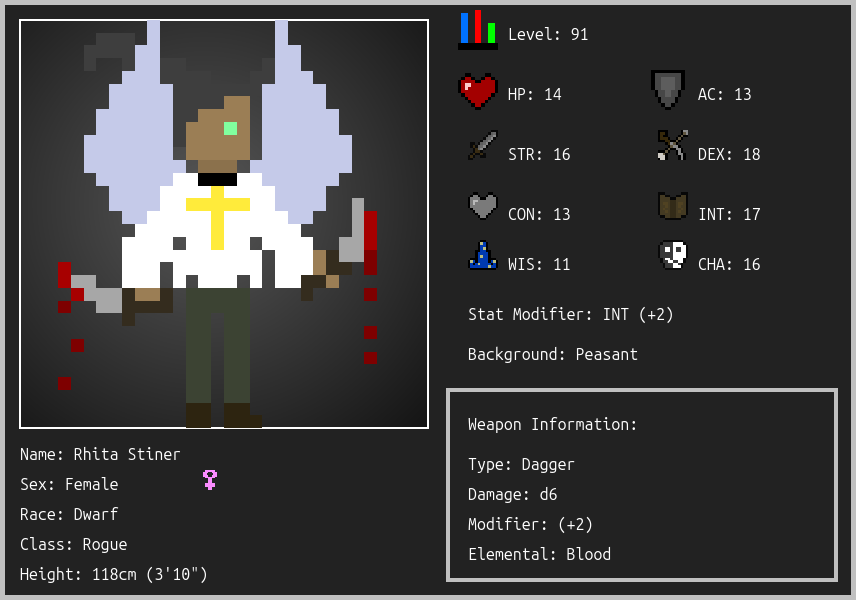 Level: 91
HP: 14
AC: 13
STR: 16
DEX: 18
CON: 13
INT: 17
WIS: 11
CHA: 16
Stat Modifier: INT (+2)
Background: Peasant
Weapon Information:
Type: Dagger
Damage: d6
Modifier: (+2)
Elemental: Blood
Name: Rhita Stiner
Sex: Female
Race: Dwarf
Class: Rogue
Height: 118cm (3'10")